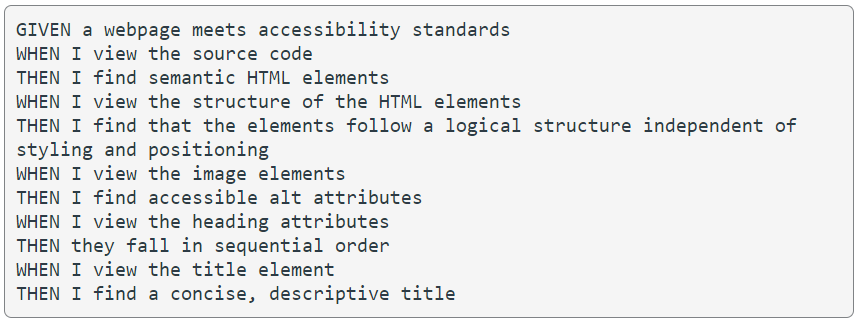 GIVEN a webpage meets accessibility standards
WHEN I view the source code
THEN I find semantic HTML elements
WHEN I view the structure of the HTML elements
THEN I find that the elements follow a logical structure independent of
styling and positioning
WHEN I view the image elements
THEN I find accessible alt attributes
WHEN I view the heading attributes
THEN they fall in sequential order
WHEN I view the title element
THEN I find a concise, descriptive title